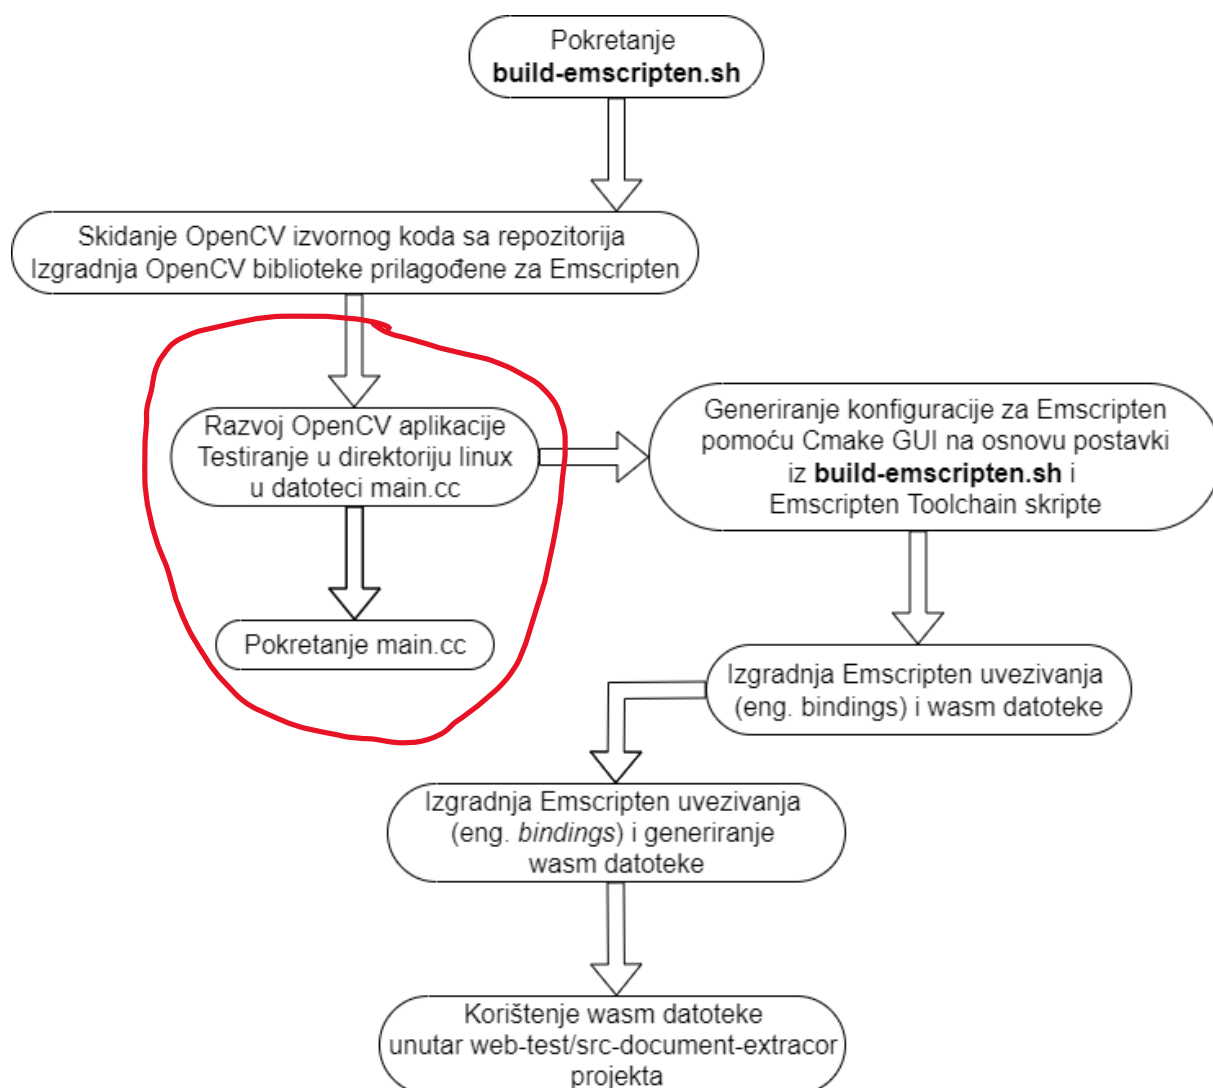 Pokretanje
build-emscripten.sh
Skidanje OpenCV izvornog koda sa repozitorija
Izgradnja OpenCV biblioteke prilagođene za Emscripten
Razvoj OpenCV aplikacije
Testiranje u direktoriju linux
u datoteci main.cc
Pokretanje main.cc
Generiranje konfiguracije za Emscripten
pomoću Cmake GUI na osnovu postavki
iz build-emscripten.sh i
Emscripten Toolchain skripte
Izgradnja Emscripten uvezivanja
(eng. bindings) i wasm datoteke
Izgradnja Emscripten uvezivanja
(eng. bindings) i generiranje
wasm datoteke
Korištenje wasm datoteke
unutar web-test/src-document-extracor
projekta